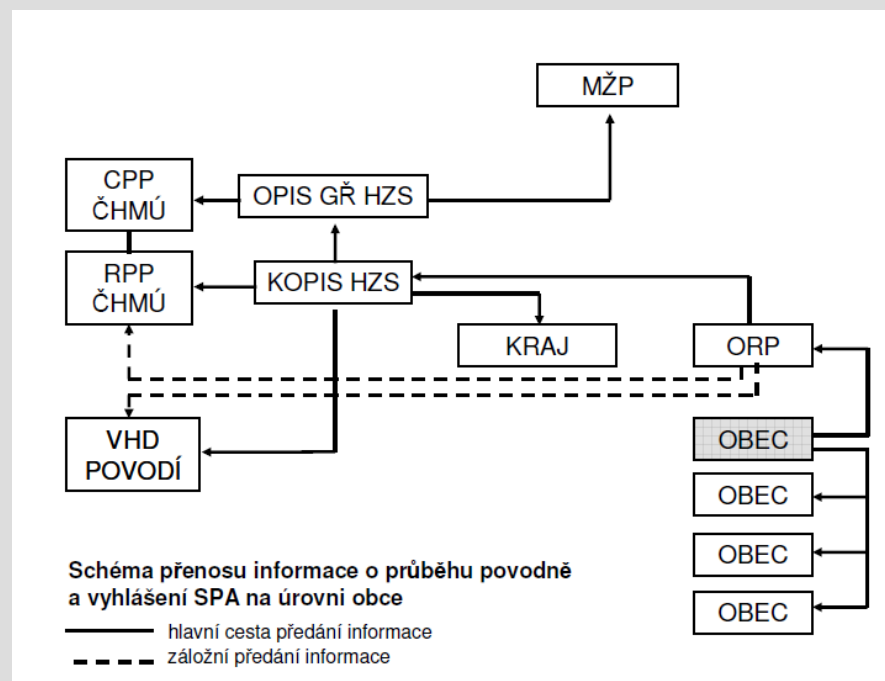 MŽP
CPP
ČHMÚ
OPIS GŘ HZS
RPP
ČHMÚ
KOPIS HZS
KRAJ
ORP
VHD
POVODÍ
OBEC
OBEC
OBEC
OBEC
Schéma přenosu informace o průběhu povodně
a vyhlášení SPA na úrovni obce
hlavní cesta předání informace
záložní předání informace